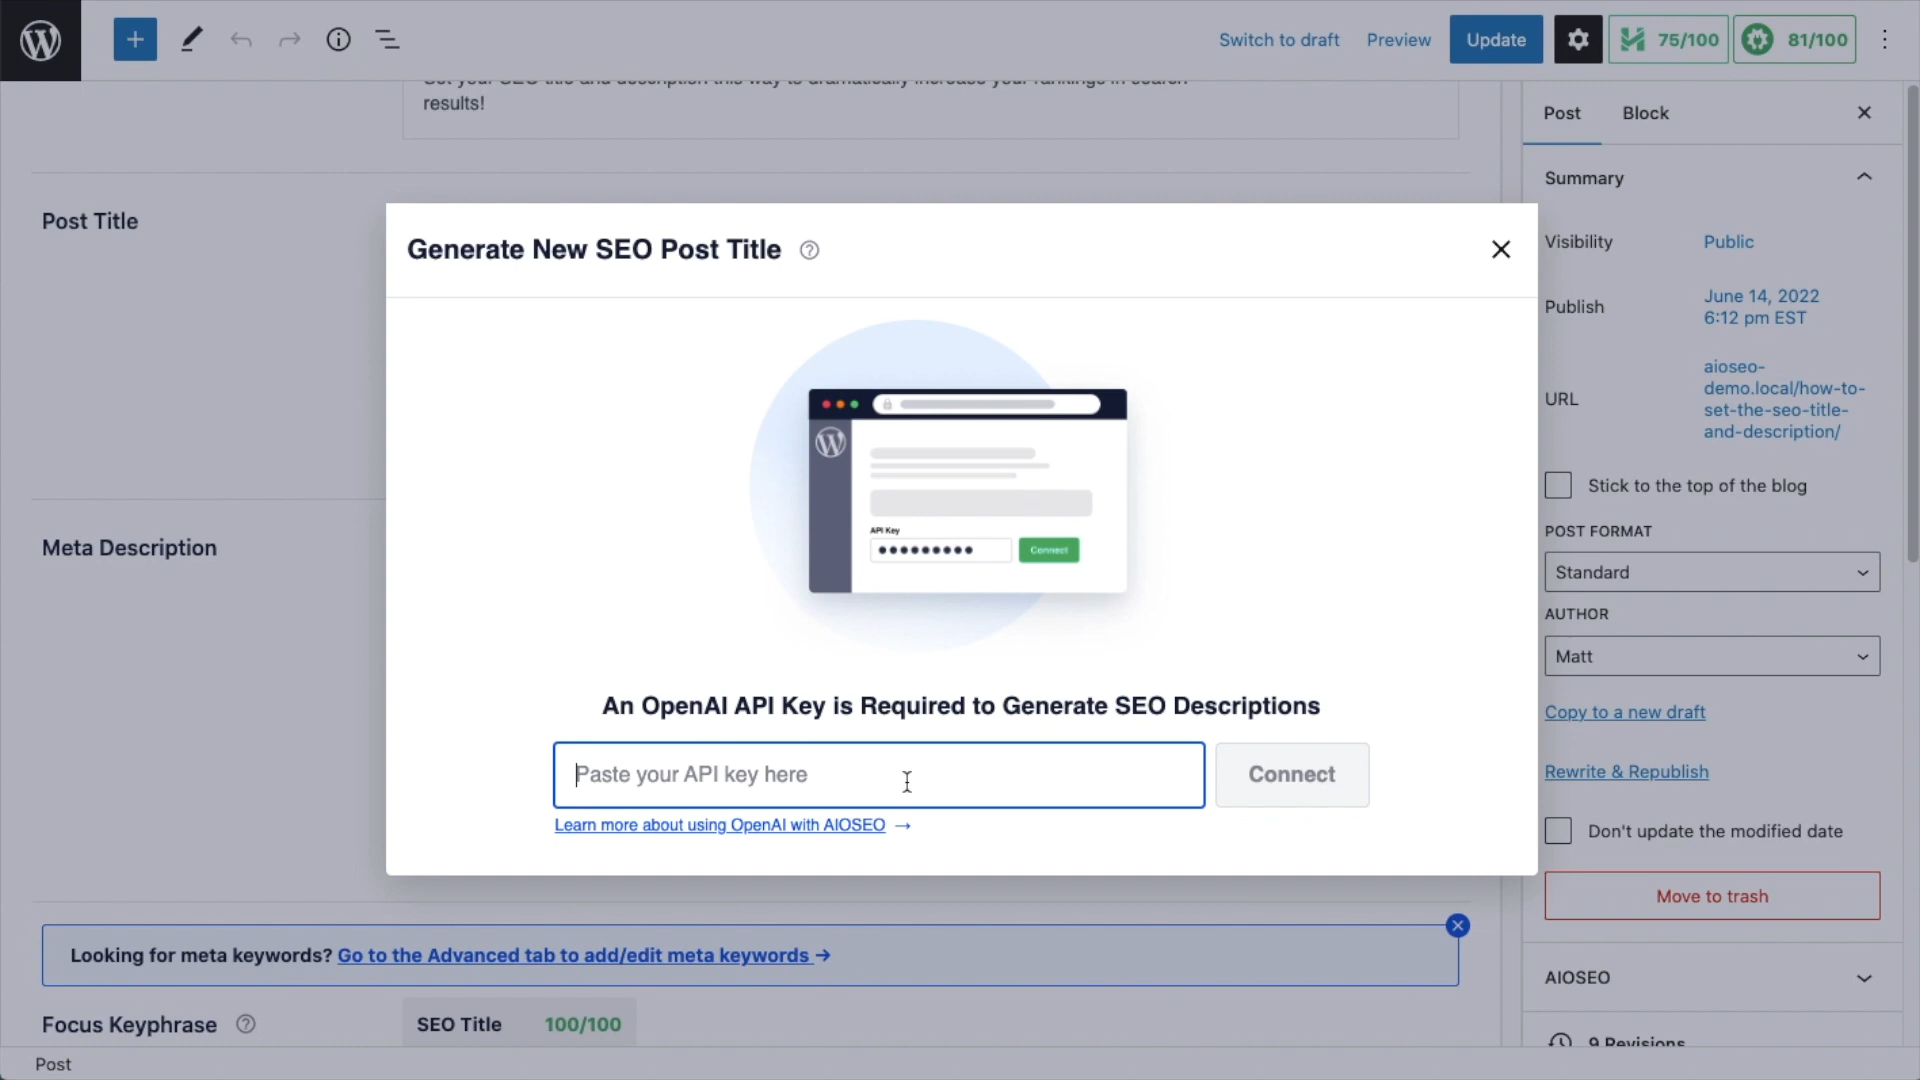 Switch to draft
Preview
Update
75/100
81/100
Set your SEO title and description this way to dramatically increase your rankings in search
results!
Post
Block
Summary
Visibility
Public
Publish
June 14, 2022
6:12 pm EST
URL
aioseo-
demo.local/how-to-
set-the-seo-title-
and-description/
Stick to the top of the blog
POST FORMAT
Standard
AUTHOR
Matt
Copy to a new draft
Rewrite & Republish
Don't update the modified date
Move to trash
AIOSEO
9 Revisions
Post Title
Meta Description
Generate New SEO Post Title
API Key
Connect
An OpenAI API Key is Required to Generate SEO Descriptions
Paste your API key here
Connect
Learn more about using OpenAI with AIOSEO →
Looking for meta keywords? Go to the Advanced tab to add/edit meta keywords →
Focus Keyphrase
SEO Title 100/100
Post